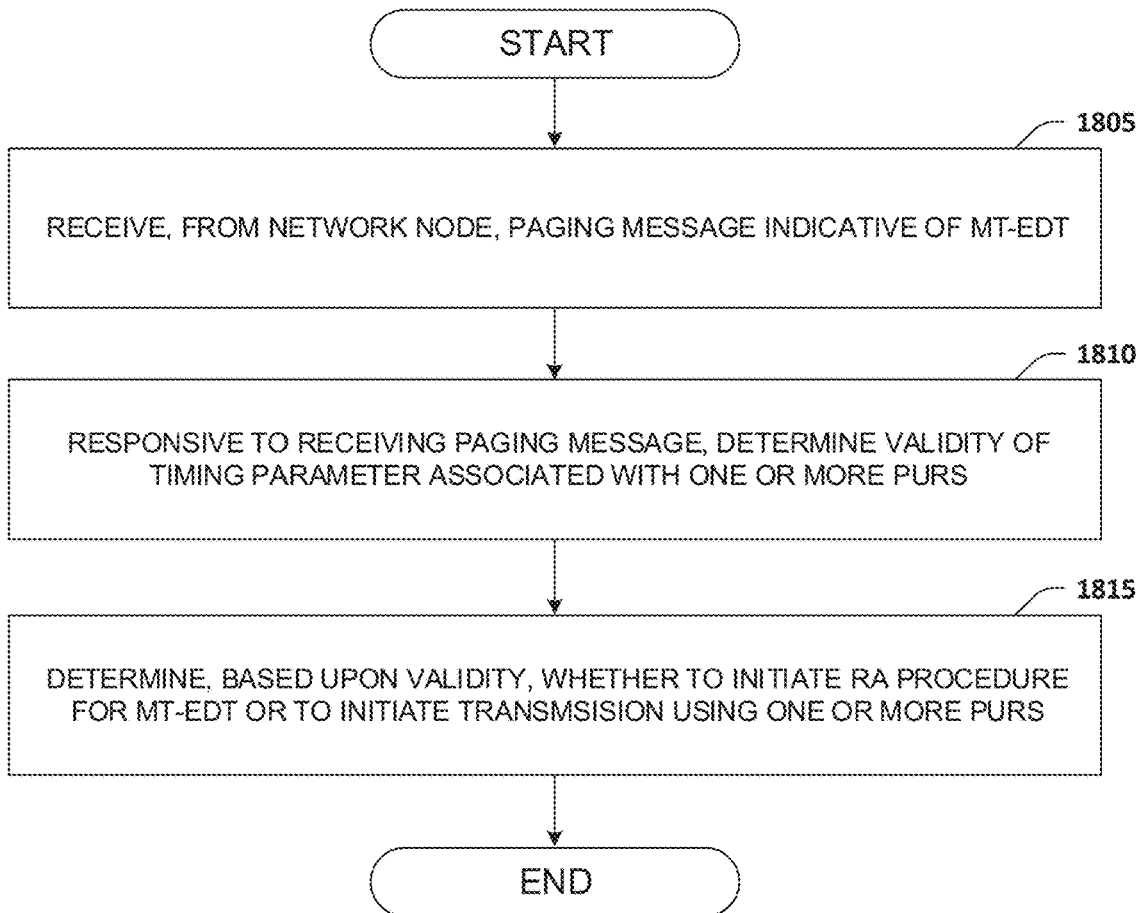 START
1805
RECEIVE, FROM NETWORK NODE, PAGING MESSAGE INDICATIVE OF MT-EDT
1810
RESPONSIVE TO RECEIVING PAGING MESSAGE, DETERMINE VALIDITY OF
TIMING PARAMETER ASSOCIATED WITH ONE OR MORE PURS
1815
DETERMINE, BASED UPON VALIDITY, WHETHER TO INITIATE RA PROCEDURE
FOR MT-EDT OR TO INITIATE TRANSMSISION USING ONE OR MORE PURS
END